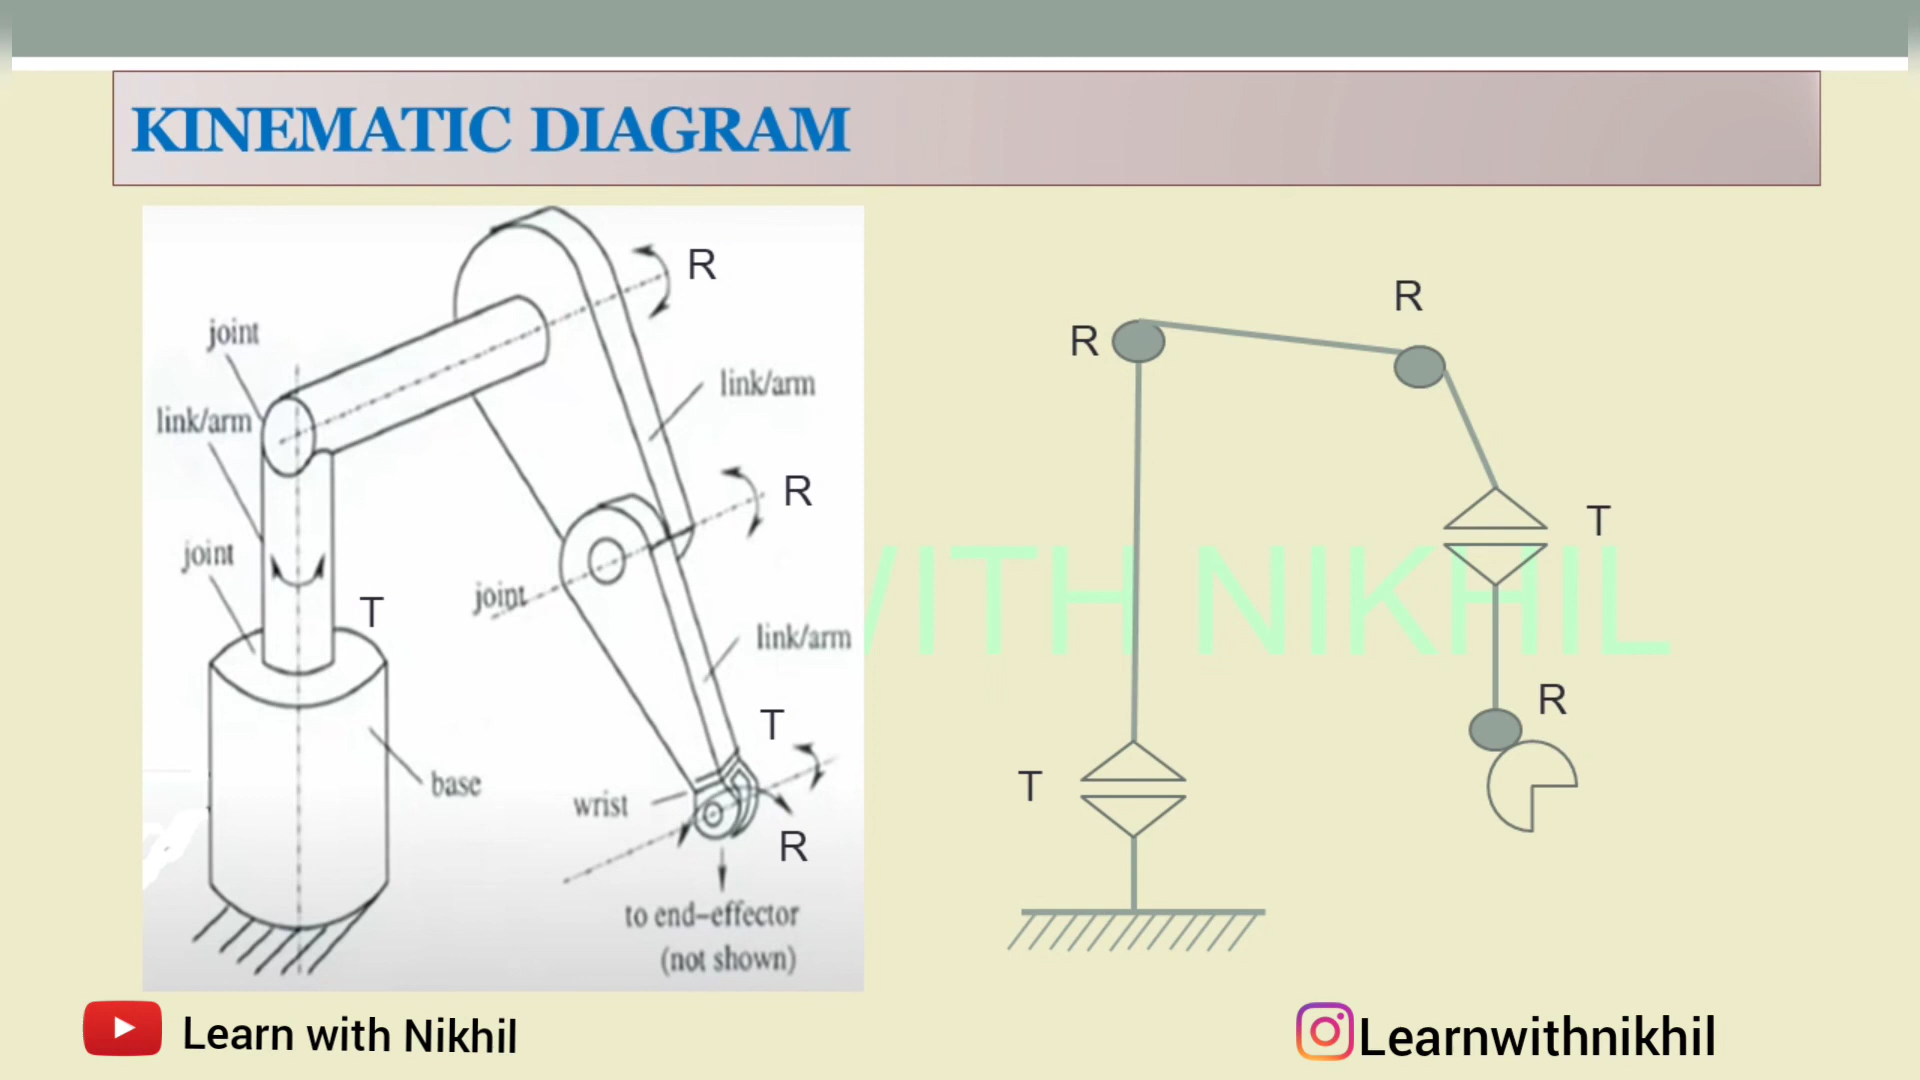 KINEMATIC DIAGRAM
R
joint
link/arm
link/arm
R
joint
T
joint
link/arm
T
base
wrist
R
to end-effector
(not shown)
R
R
T
WITH NIKHIL
R
T
Learn with Nikhil
Learnwithnikhil